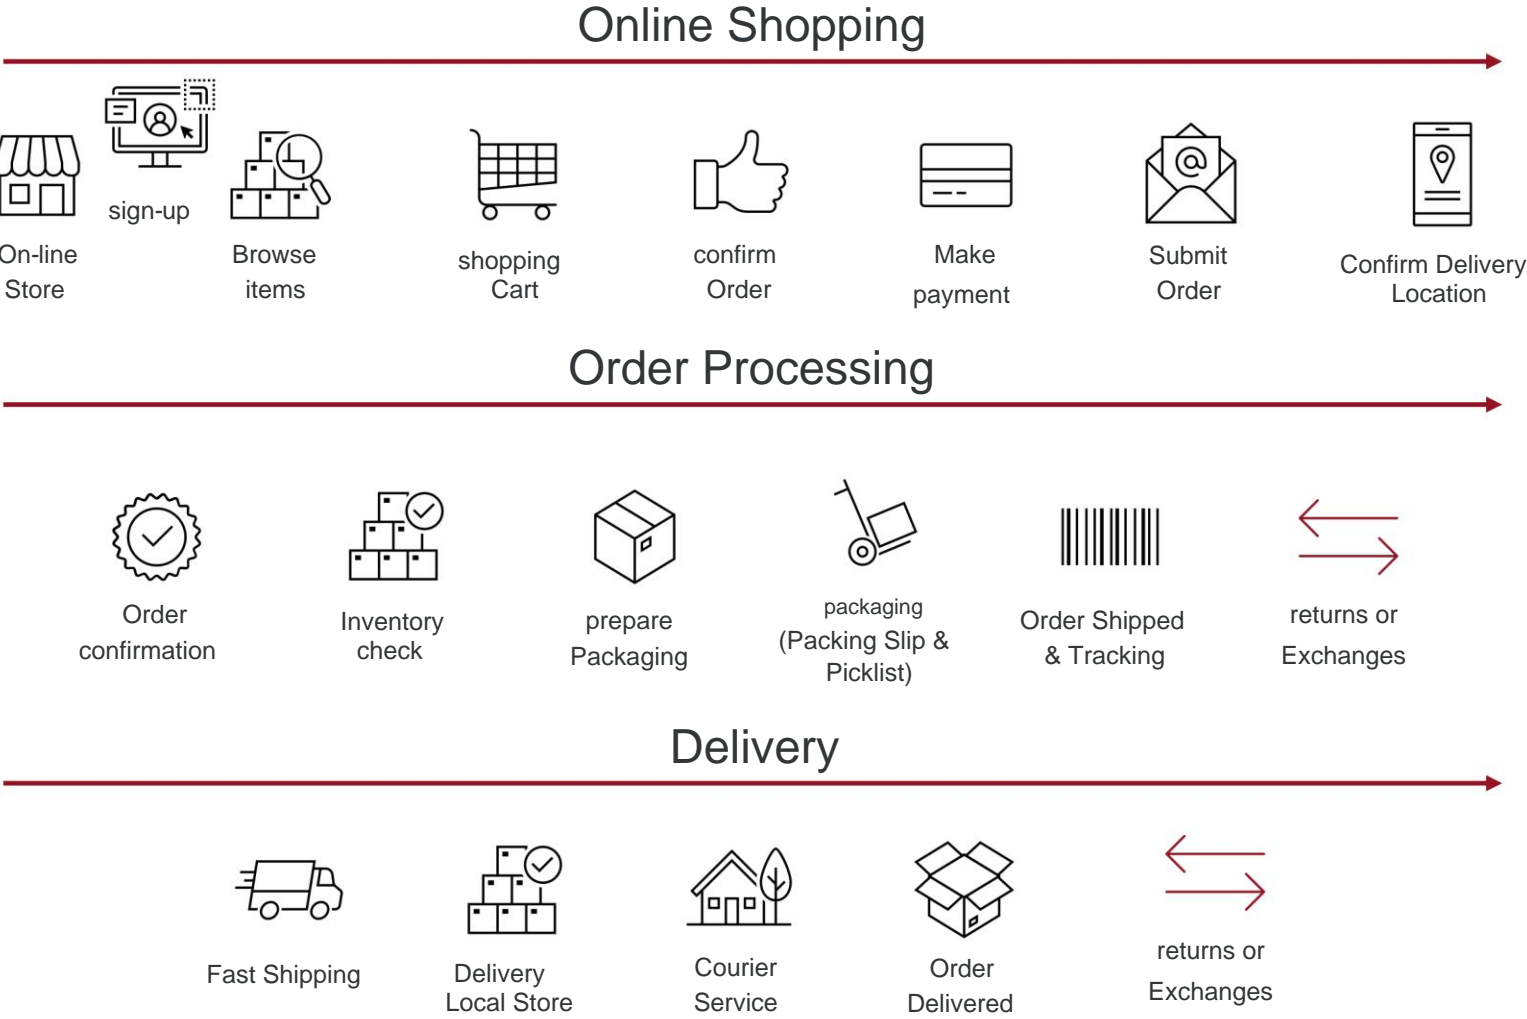 Online Shopping
sign-up
On-line
Store
Browse
items
shopping
Cart
confirm
Order
Make
payment
Submit
Order
Confirm Delivery
Location
Order Processing
Order
confirmation
Inventory
check
prepare
Packaging
packaging
(Packing Slip &
Picklist)
Order Shipped
& Tracking
returns or
Exchanges
Delivery
Fast Shipping
Delivery
Local Store
Courier
Service
Order
Delivered
returns or
Exchanges